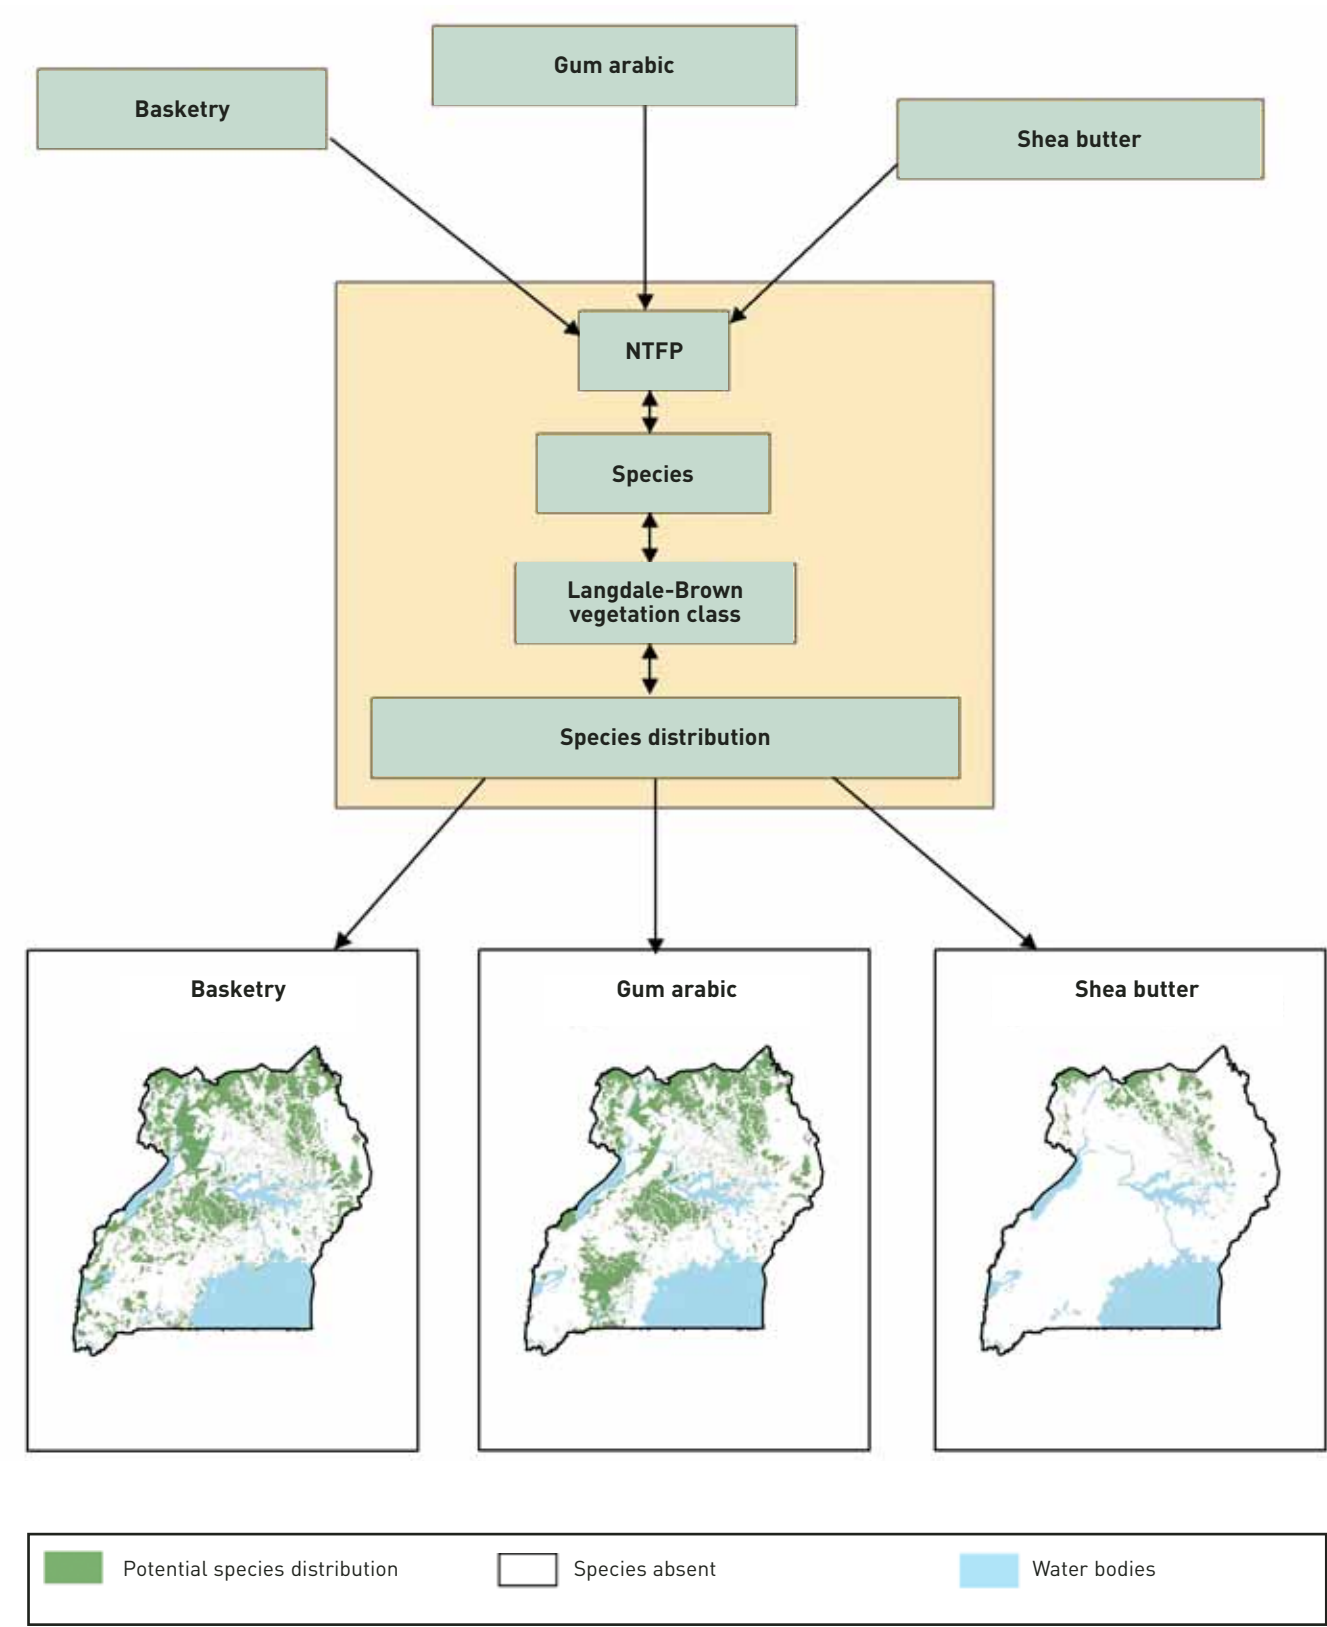 Gum arabic
Basketry
Shea butter
NTFP
Species
Langdale-Brown
vegetation class
Species distribution
Basketry
Gum arabic
Shea butter
Potential species distribution
Species absent
Water bodies